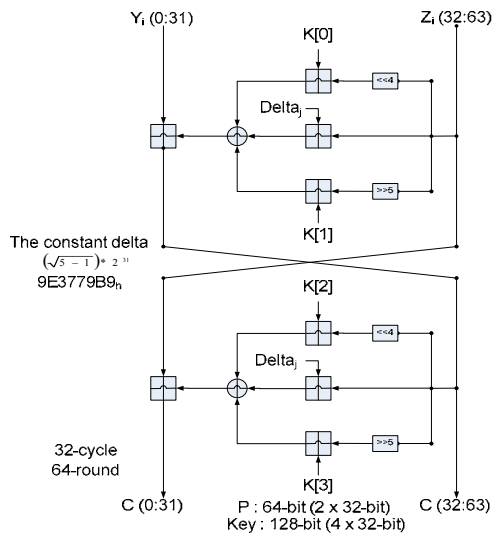 Yi (0:31)
Zi (32:63)
K[0]
<<4
Deltaj
>>5
K[1]
The constant delta
(√5 - 1) * 2 31
9E3779B9h
K[2]
<<4
Deltaj
>>5
32-cycle
64-round
K[3]
C (0:31)
P : 64-bit (2 x 32-bit)
C (32:63)
Key : 128-bit (4 x 32-bit)